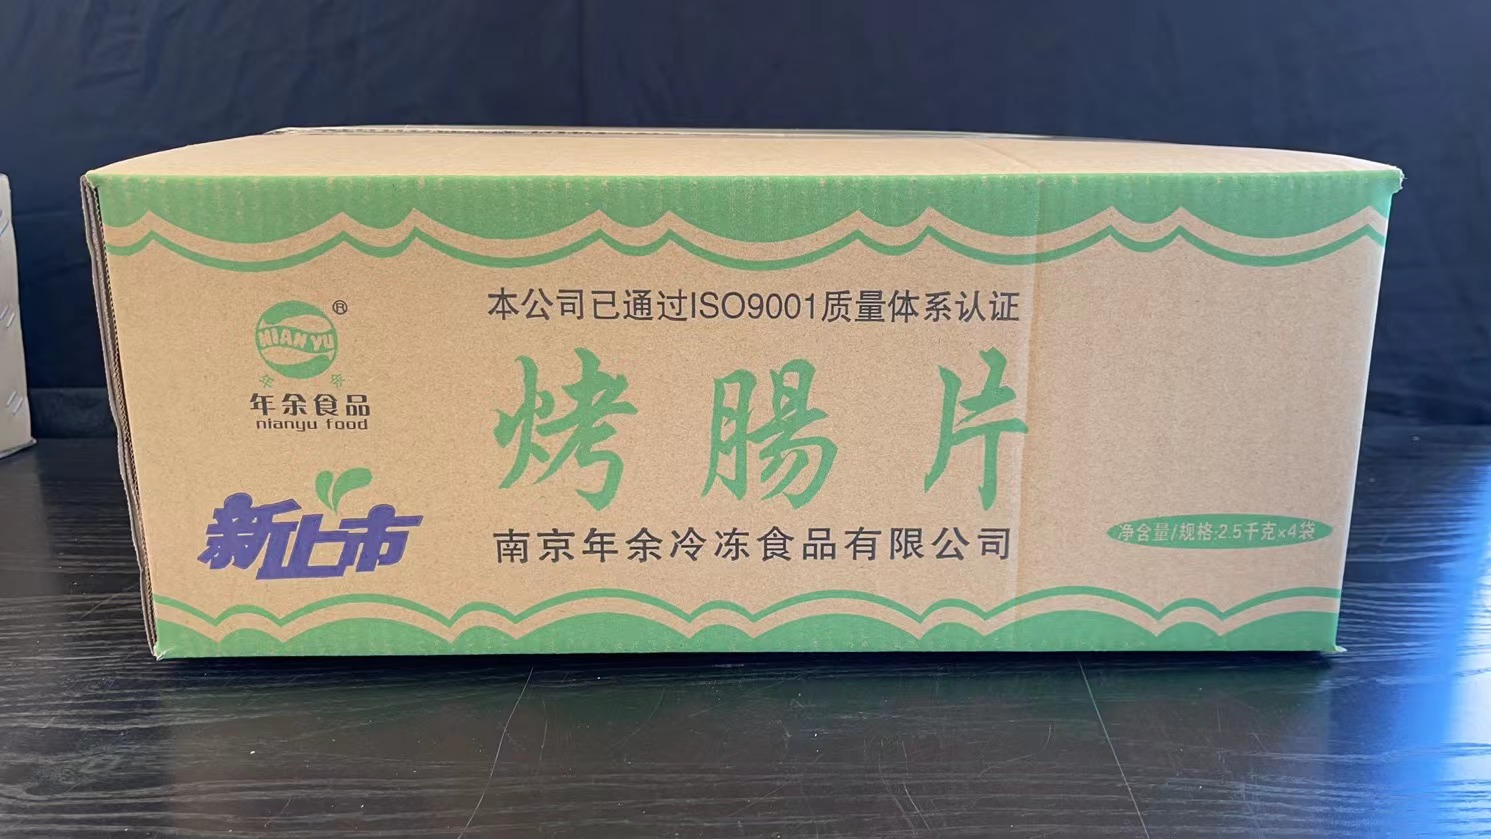 本公司已通过ISO9001质量体系认证
®
NIAN YU
年 余
年余食品
nianyu food
烤腸片
新上市
南京年余冷冻食品有限公司
净含量/规格:2.5千克×4袋